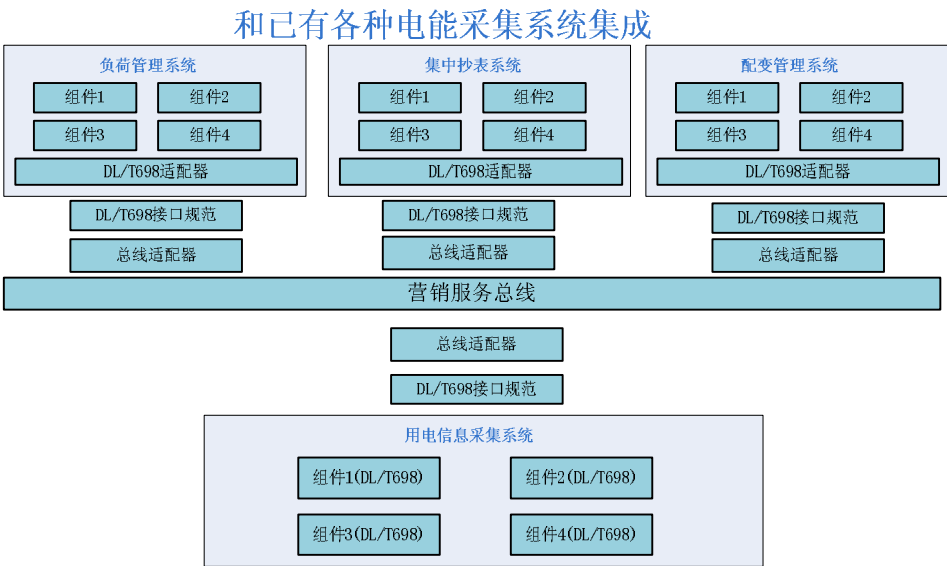 和已有各种电能采集系统集成
负荷管理系统
集中抄表系统
配变管理系统
组件1
组件2
组件1
组件2
组件1
组件2
组件3
组件4
组件3
组件4
组件3
组件4
DL/T698适配器
DL/T698适配器
DL/T698适配器
DL/T698接口规范
DL/T698接口规范
DL/T698接口规范
总线适配器
总线适配器
总线适配器
营销服务总线
总线适配器
DL/T698接口规范
用电信息采集系统
组件1(DL/T698)
组件2(DL/T698)
组件3(DL/T698)
组件4(DL/T698)